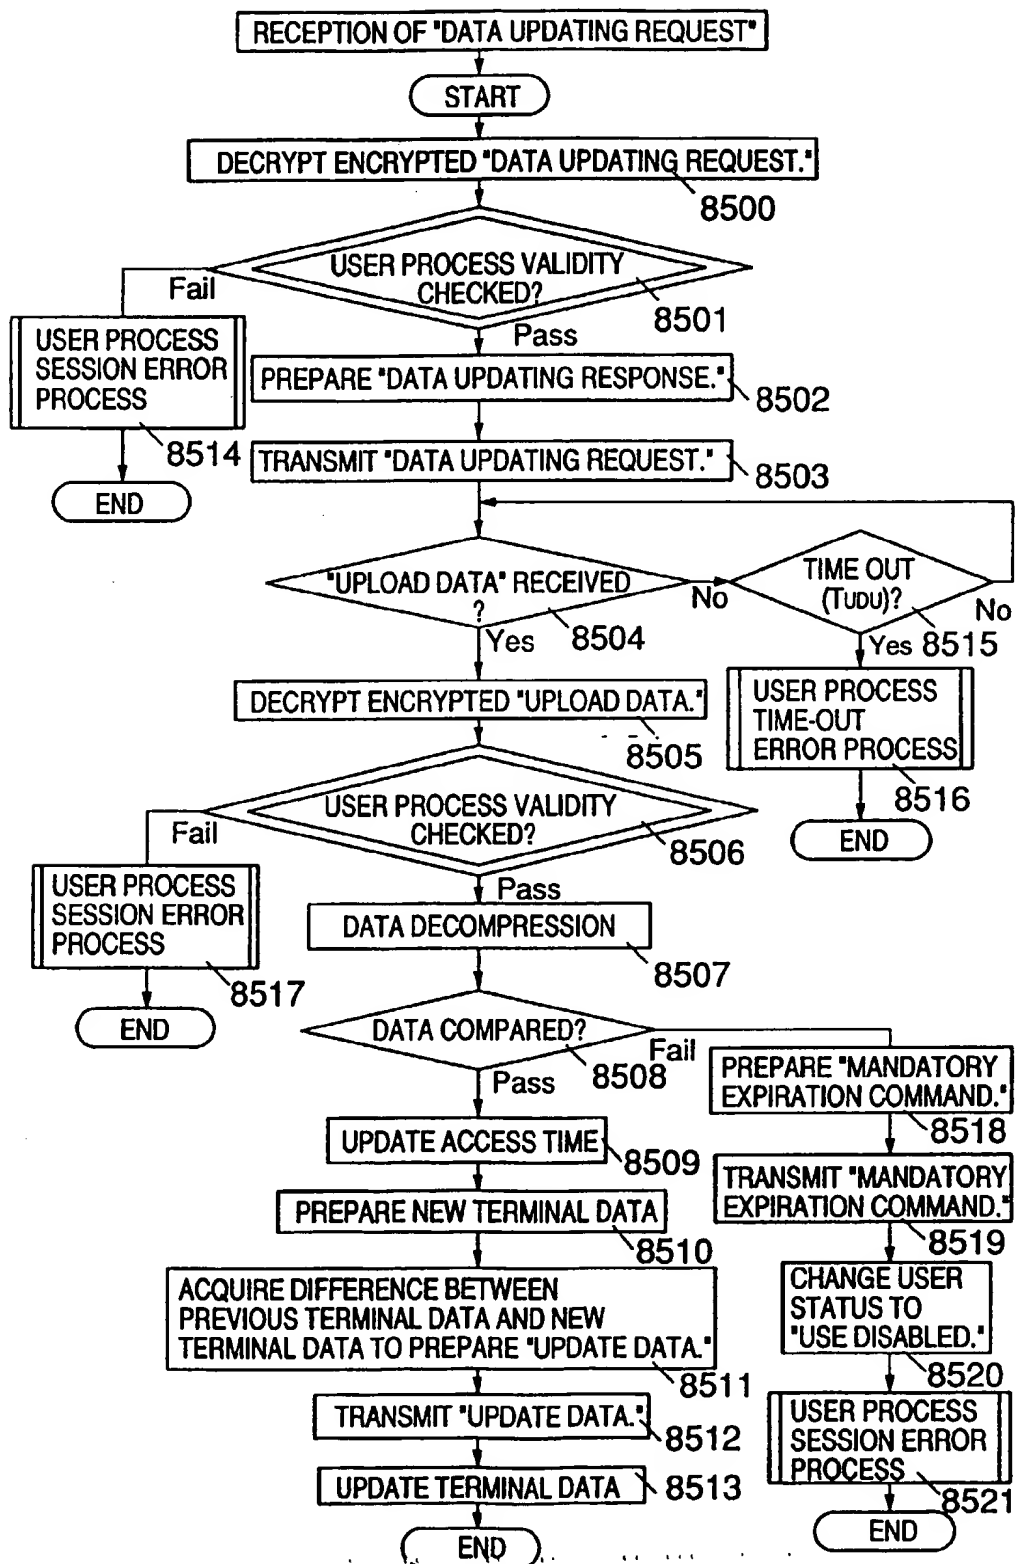 RECEPTION OF "DATA UPDATING REQUEST"
START
DECRYPT ENCRYPTED "DATA UPDATING REQUEST."
8500
USER PROCESS VALIDITY
CHECKED?
8501
Fail
Pass
USER PROCESS
SESSION ERROR
PROCESS
8514
END
PREPARE "DATA UPDATING RESPONSE."
8502
TRANSMIT "DATA UPDATING REQUEST."
8503
"UPLOAD DATA" RECEIVED
?
8504
No
Yes
TIME OUT
(TUDU)?
8515
No
Yes
USER PROCESS
TIME-OUT
ERROR PROCESS
8516
END
DECRYPT ENCRYPTED "UPLOAD DATA."
8505
USER PROCESS VALIDITY
CHECKED?
8506
Fail
Pass
USER PROCESS
SESSION ERROR
PROCESS
8517
END
DATA DECOMPRESSION
8507
DATA COMPARED?
8508
Fail
Pass
PREPARE "MANDATORY
EXPIRATION COMMAND."
8518
TRANSMIT "MANDATORY
EXPIRATION COMMAND."
8519
CHANGE USER
STATUS TO
"USE DISABLED."
8520
USER PROCESS
SESSION ERROR
PROCESS
8521
END
UPDATE ACCESS TIME
8509
PREPARE NEW TERMINAL DATA
8510
ACQUIRE DIFFERENCE BETWEEN
PREVIOUS TERMINAL DATA AND NEW
TERMINAL DATA TO PREPARE "UPDATE DATA."
8511
TRANSMIT "UPDATE DATA."
8512
UPDATE TERMINAL DATA
8513
END